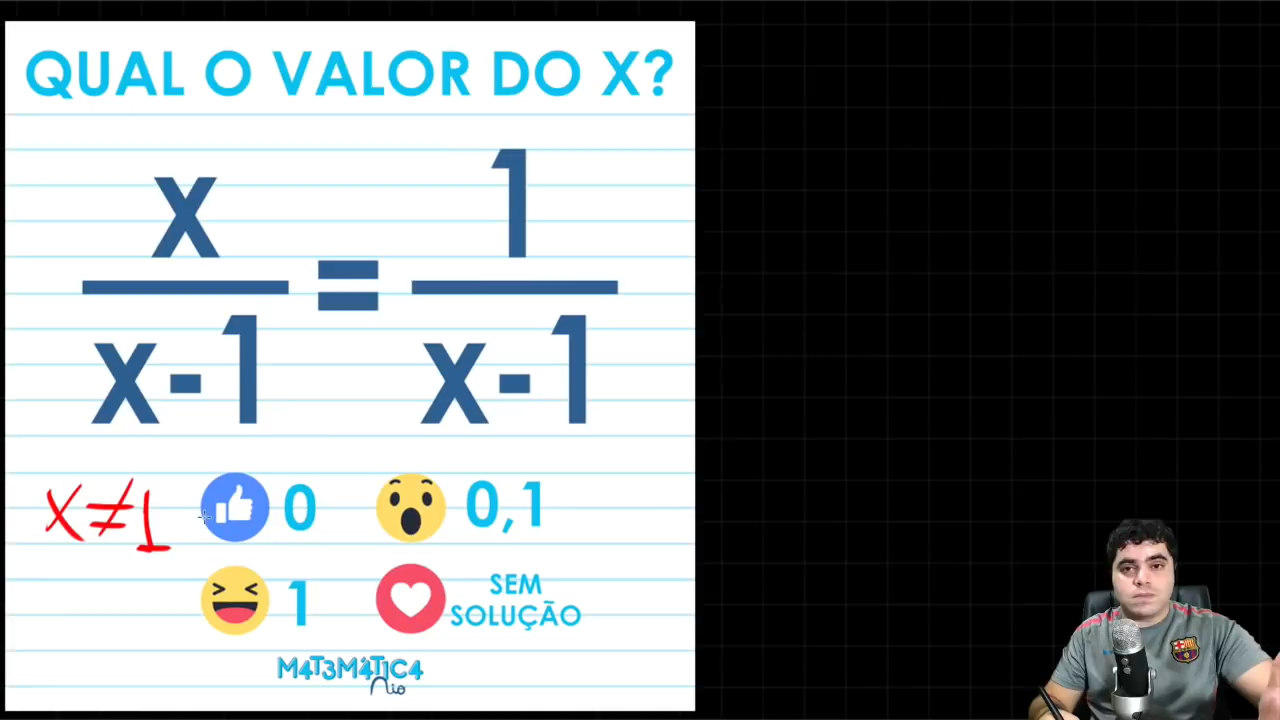 QUAL O VALOR DO X?
x/x-1 = 1/x-1
x≠1 0 0,1
1 SEM SOLUÇÃO
M4T3M4T1C4
Rio